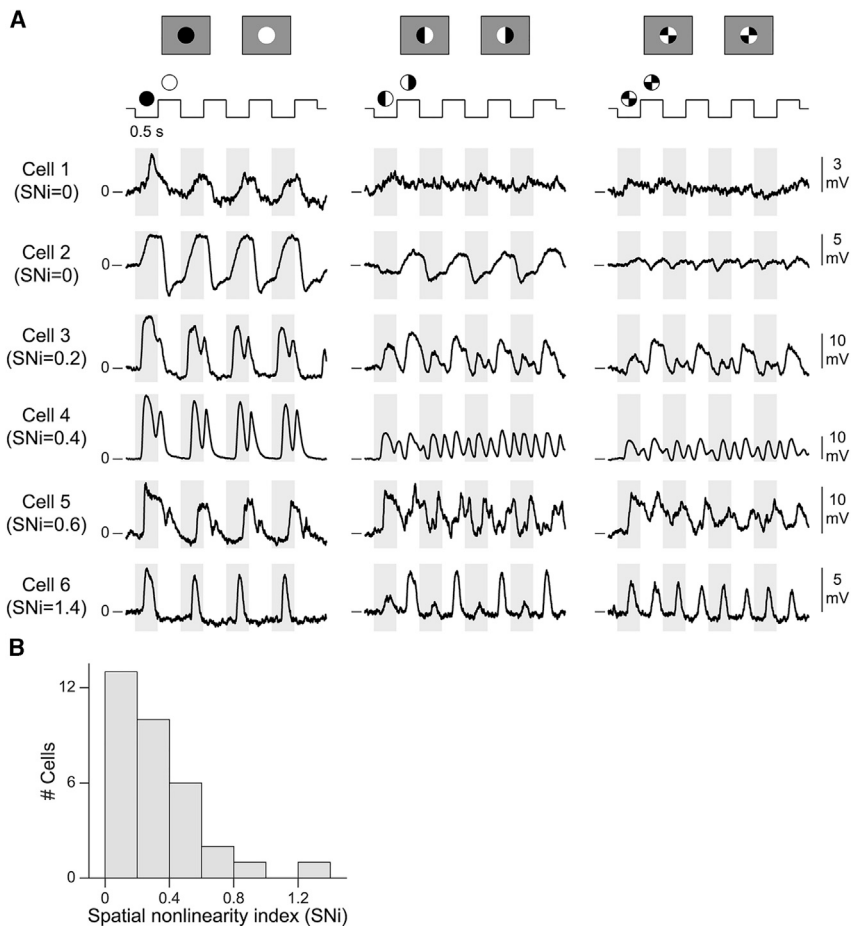 A
0.5 s
Cell 1
(SNi=0)
0
3
mV
Cell 2
(SNi=0)
0
5
mV
Cell 3
(SNi=0.2)
0
10
mV
Cell 4
(SNi=0.4)
0
10
mV
Cell 5
(SNi=0.6)
0
10
mV
Cell 6
(SNi=1.4)
0
5
mV
B
12
6
0
# Cells
0 0.4 0.8 1.2
Spatial nonlinearity index (SNi)